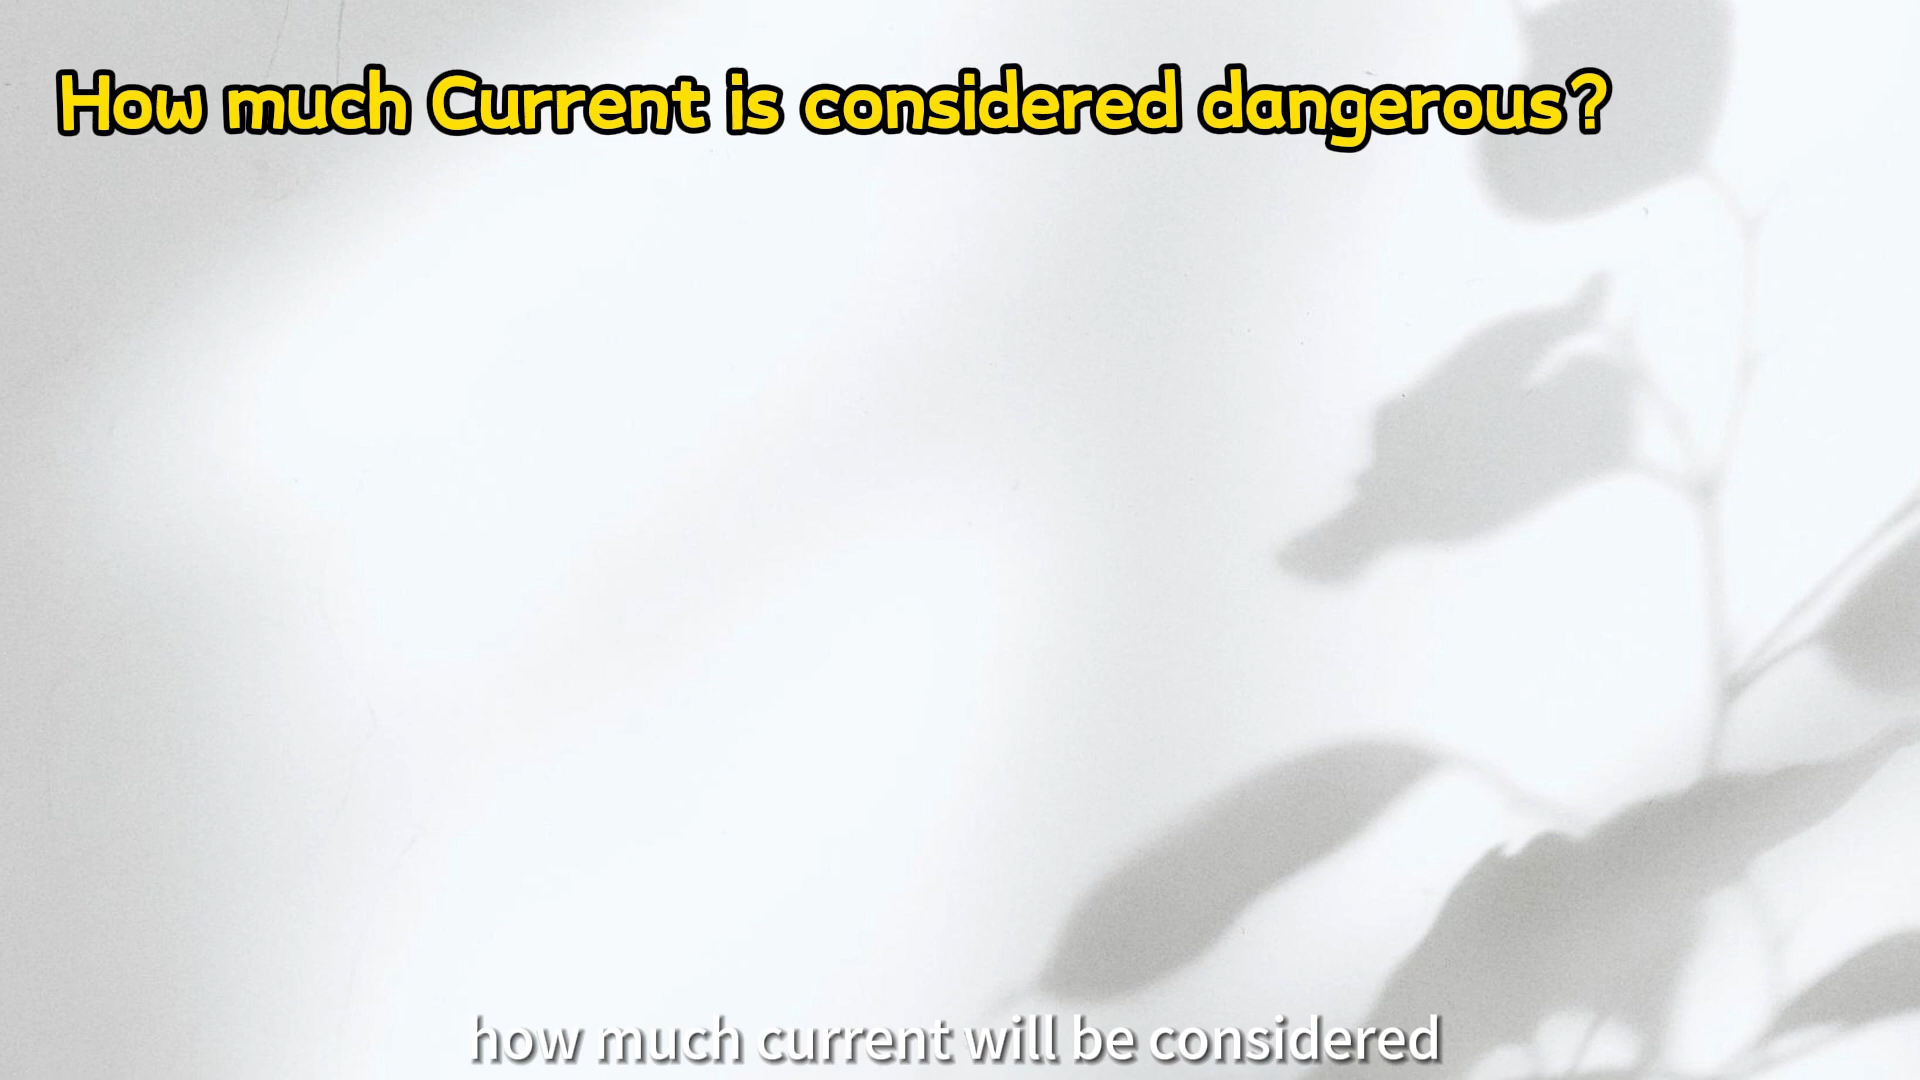 How much Current is considered dangerous?
how much current will be considered